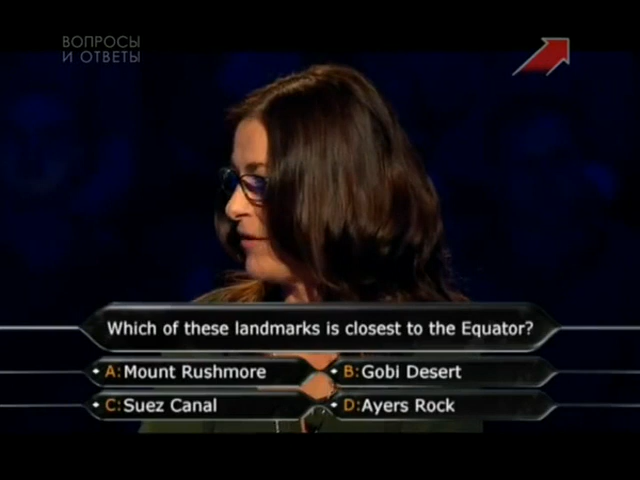 ВОПРОСЫ
И ОТВЕТЫ
Which of these landmarks is closest to the Equator?
A: Mount Rushmore
B: Gobi Desert
C: Suez Canal
D: Ayers Rock